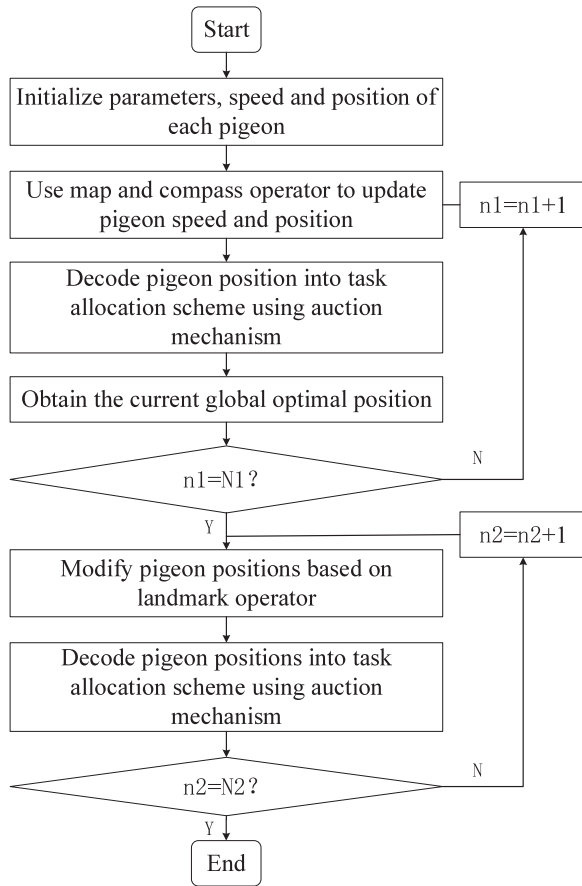 Start
Initialize parameters, speed and position of
each pigeon
Use map and compass operator to update
pigeon speed and position
n1=n1+1
Decode pigeon position into task
allocation scheme using auction
mechanism
Obtain the current global optimal position
n1=N1?
N
Y
n2=n2+1
Modify pigeon positions based on
landmark operator
Decode pigeon positions into task
allocation scheme using auction
mechanism
n2=N2?
N
Y
End